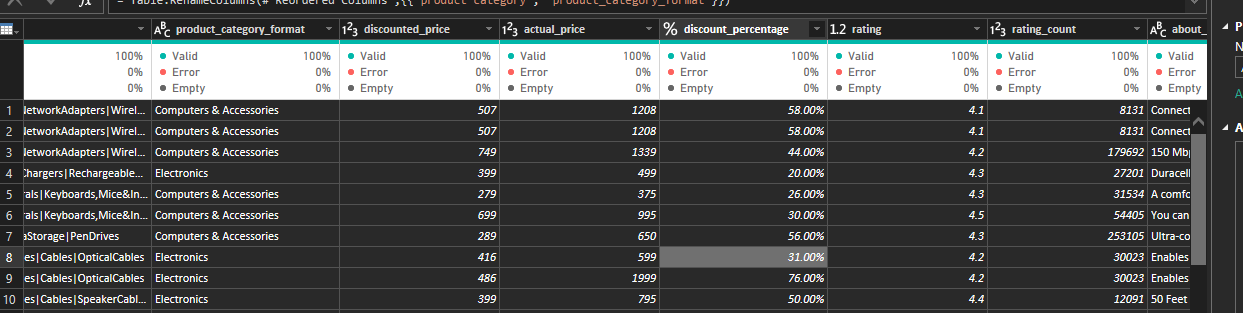 = Table.RenameColumns(#"Reordered Columns",{{"product category", "product_category_format"}})
ABC product_category_format 123 discounted_price 123 actual_price % discount_percentage 1.2 rating 123 rating_count ABC about_
100% Valid 100% Valid 100% Valid 100% Valid 100% Valid 100% Valid 100% Valid
0% Error 0% Error 0% Error 0% Error 0% Error 0% Error 0% Error
0% Empty 0% Empty 0% Empty 0% Empty 0% Empty 0% Empty 0% Empty
1 NetworkAdapters|Wirel... Computers & Accessories 507 1208 58.00% 4.1 8131 Connect
2 NetworkAdapters|Wirel... Computers & Accessories 507 1208 58.00% 4.1 8131 Connect
3 NetworkAdapters|Wirel... Computers & Accessories 749 1339 44.00% 4.2 179692 150 Mbp
4 Chargers|Rechargeable... Electronics 399 499 20.00% 4.3 27201 Duracell
5 rals|Keyboards,Mice&In... Computers & Accessories 279 375 26.00% 4.3 31534 A comfo
6 rals|Keyboards,Mice&In... Computers & Accessories 699 995 30.00% 4.5 54405 You can
7 aStorage|PenDrives Computers & Accessories 289 650 56.00% 4.3 253105 Ultra-co
8 es|Cables|OpticalCables Electronics 416 599 31.00% 4.2 30023 Enables
9 es|Cables|OpticalCables Electronics 486 1999 76.00% 4.2 30023 Enables
10 es|Cables|SpeakerCabl... Electronics 399 795 50.00% 4.4 12091 50 Feet